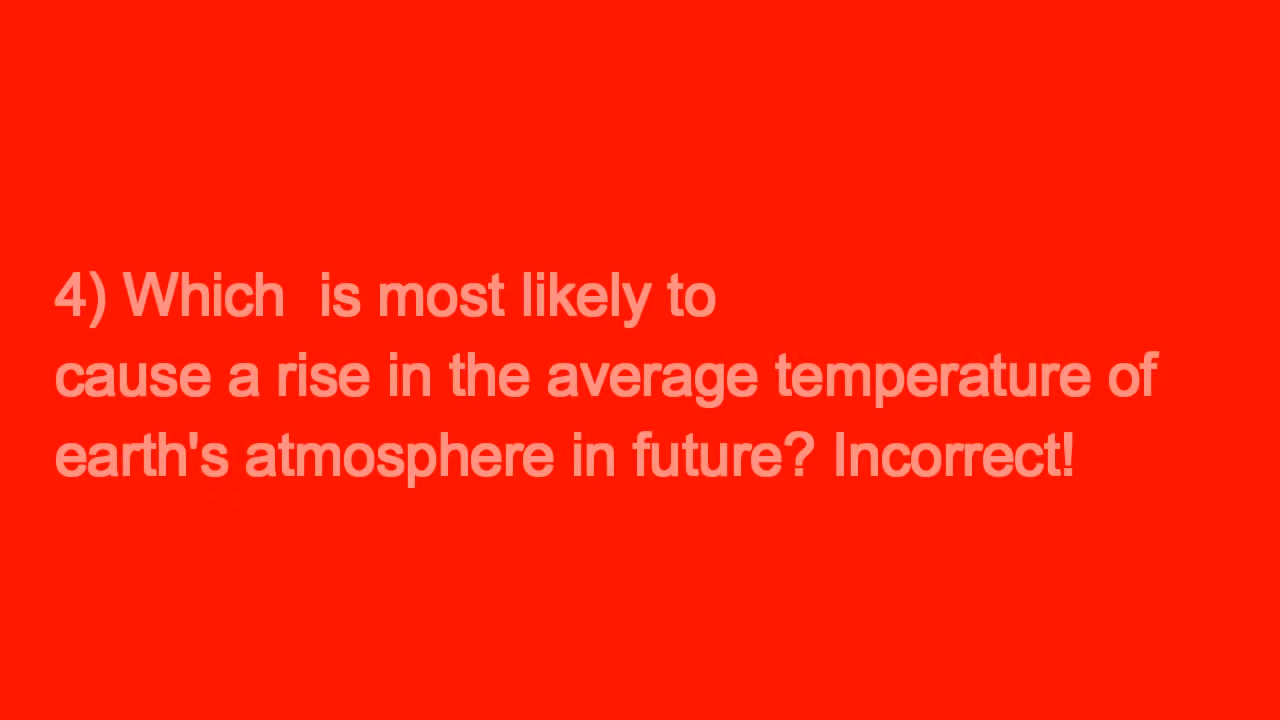 4) Which  is most likely to
cause a rise in the average temperature of
earth's atmosphere in future? Incorrect!